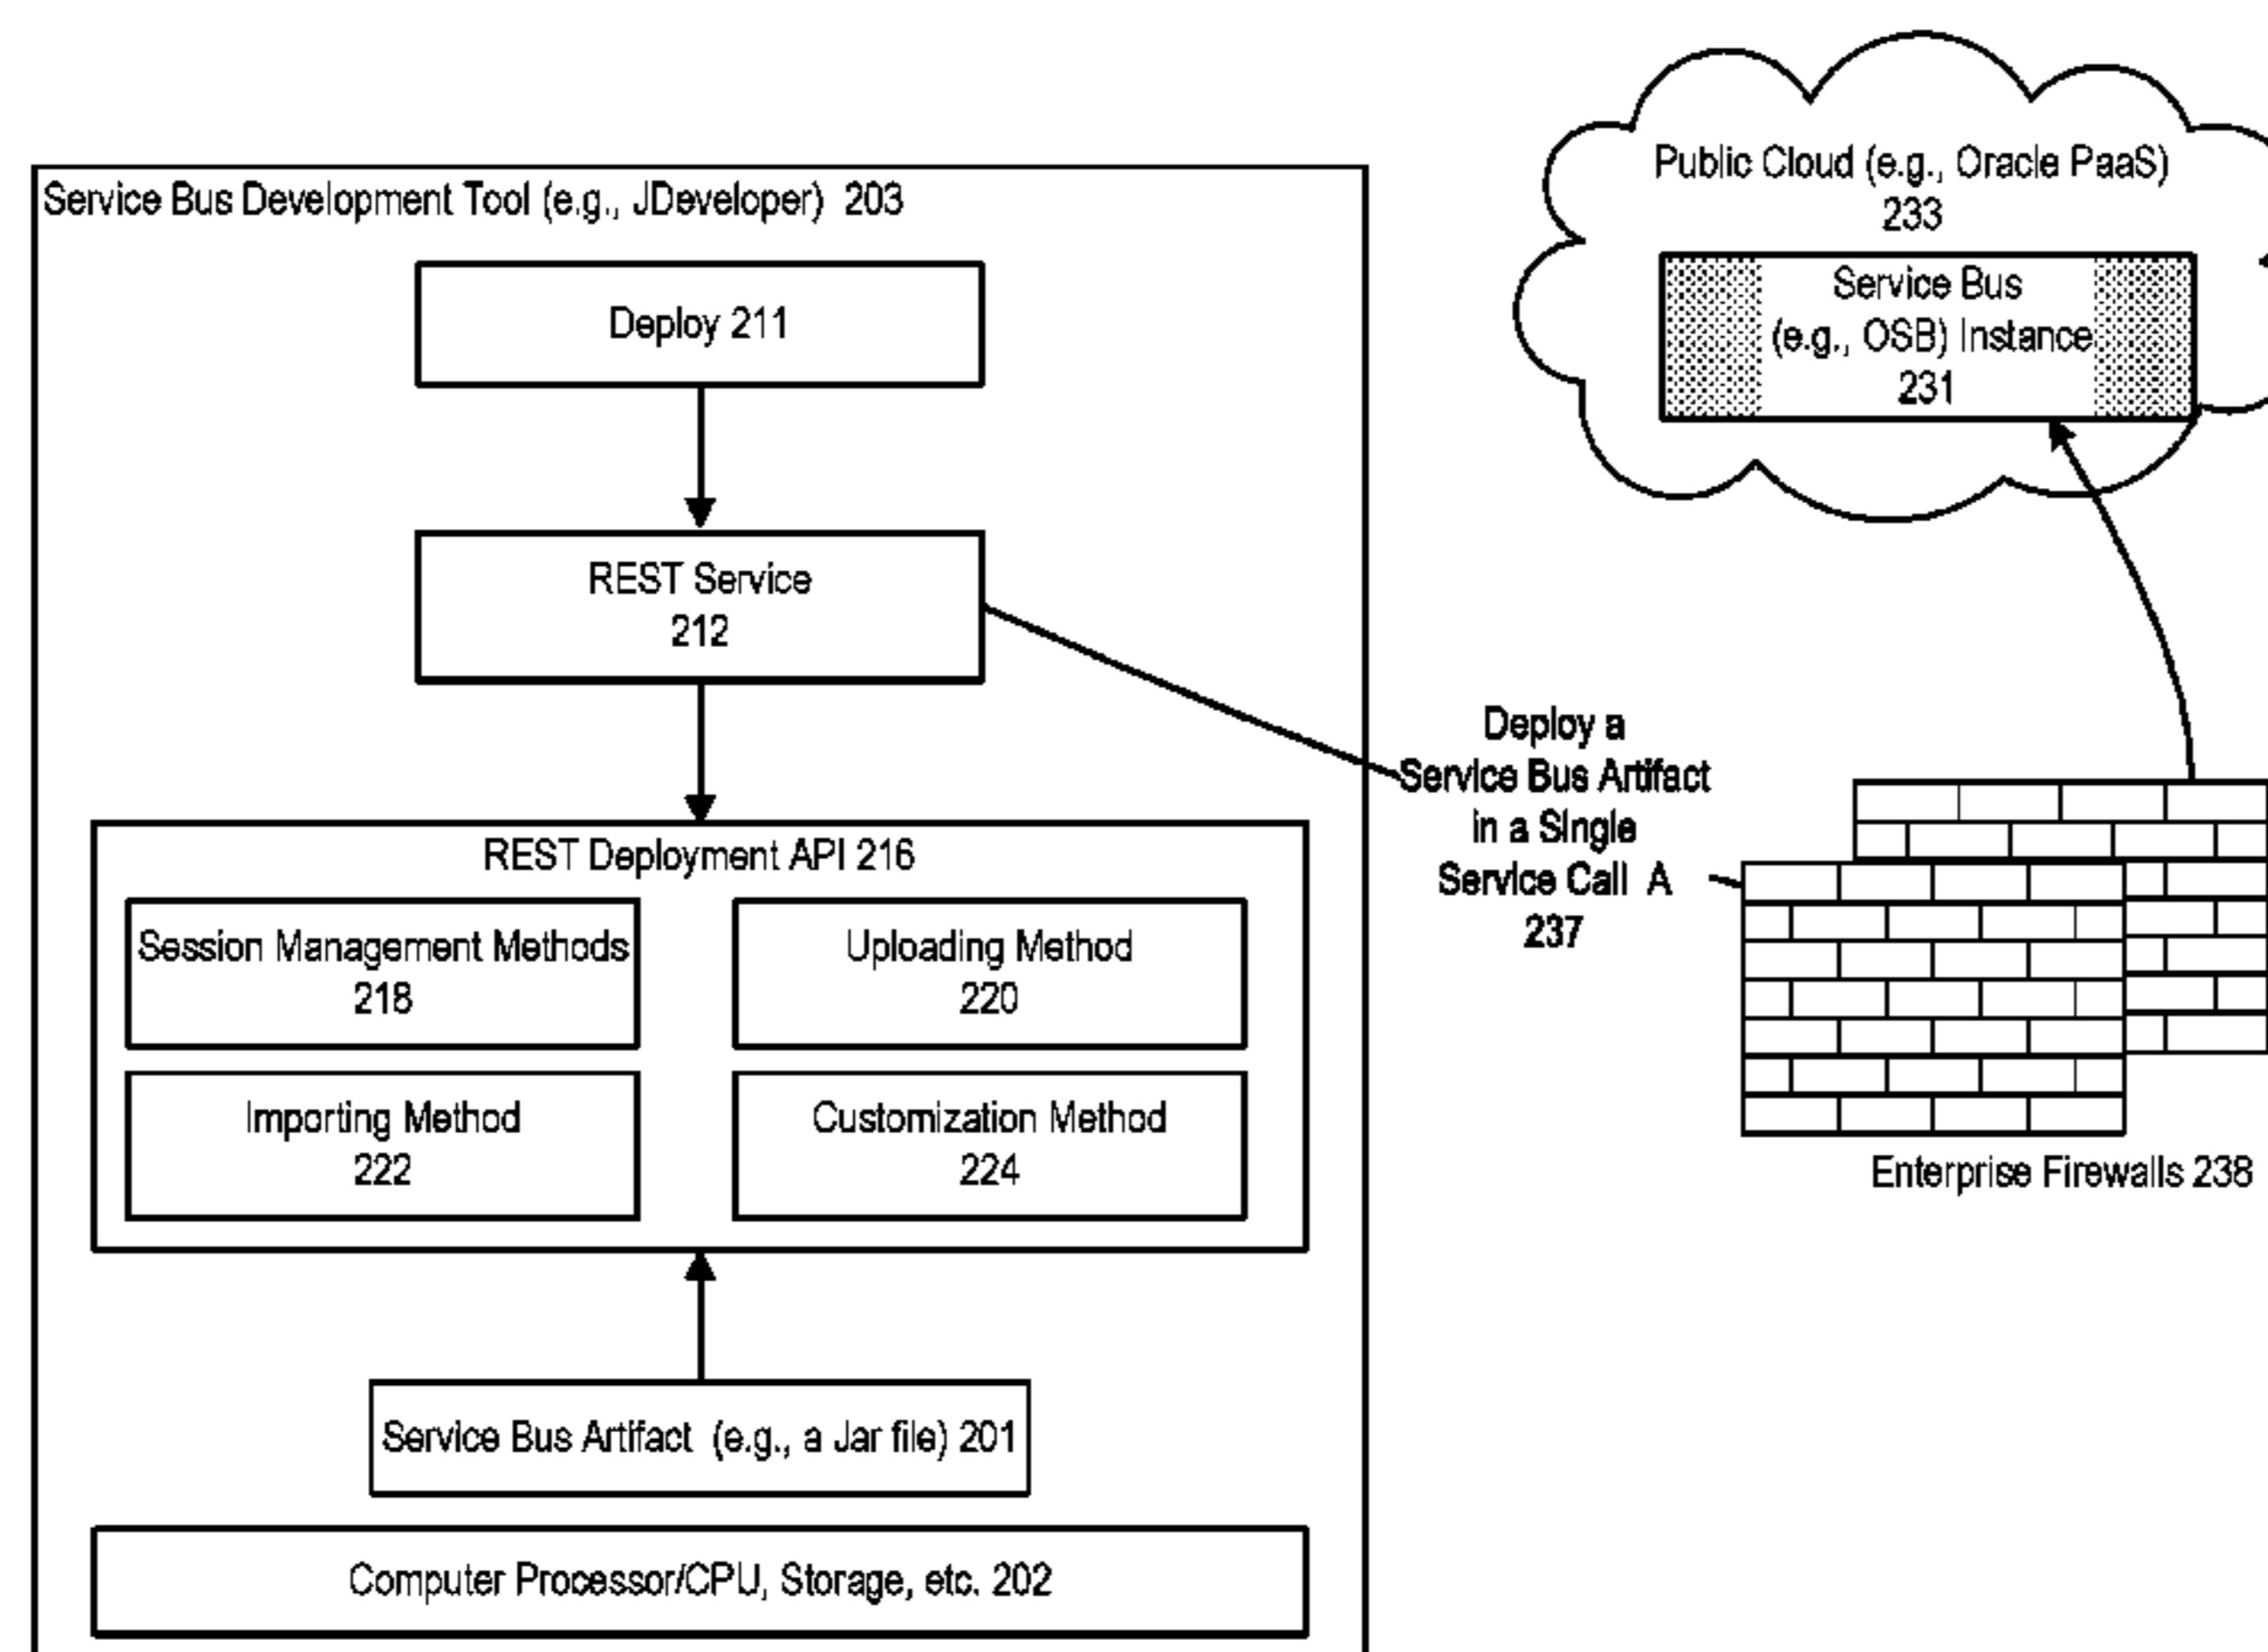 Public Cloud (e.g., Oracle PaaS)
233
Service Bus
(e.g., OSB) Instance
231
Service Bus Development Tool (e.g., JDeveloper) 203
Deploy 211
REST Service
212
REST Deployment API 216
Session Management Methods
218
Uploading Method
220
Importing Method
222
Customization Method
224
Service Bus Artifact (e.g., a Jar file) 201
Computer Processor/CPU, Storage, etc. 202
Deploy a
Service Bus Artifact
in a Single
Service Call A
237
Enterprise Firewalls 238